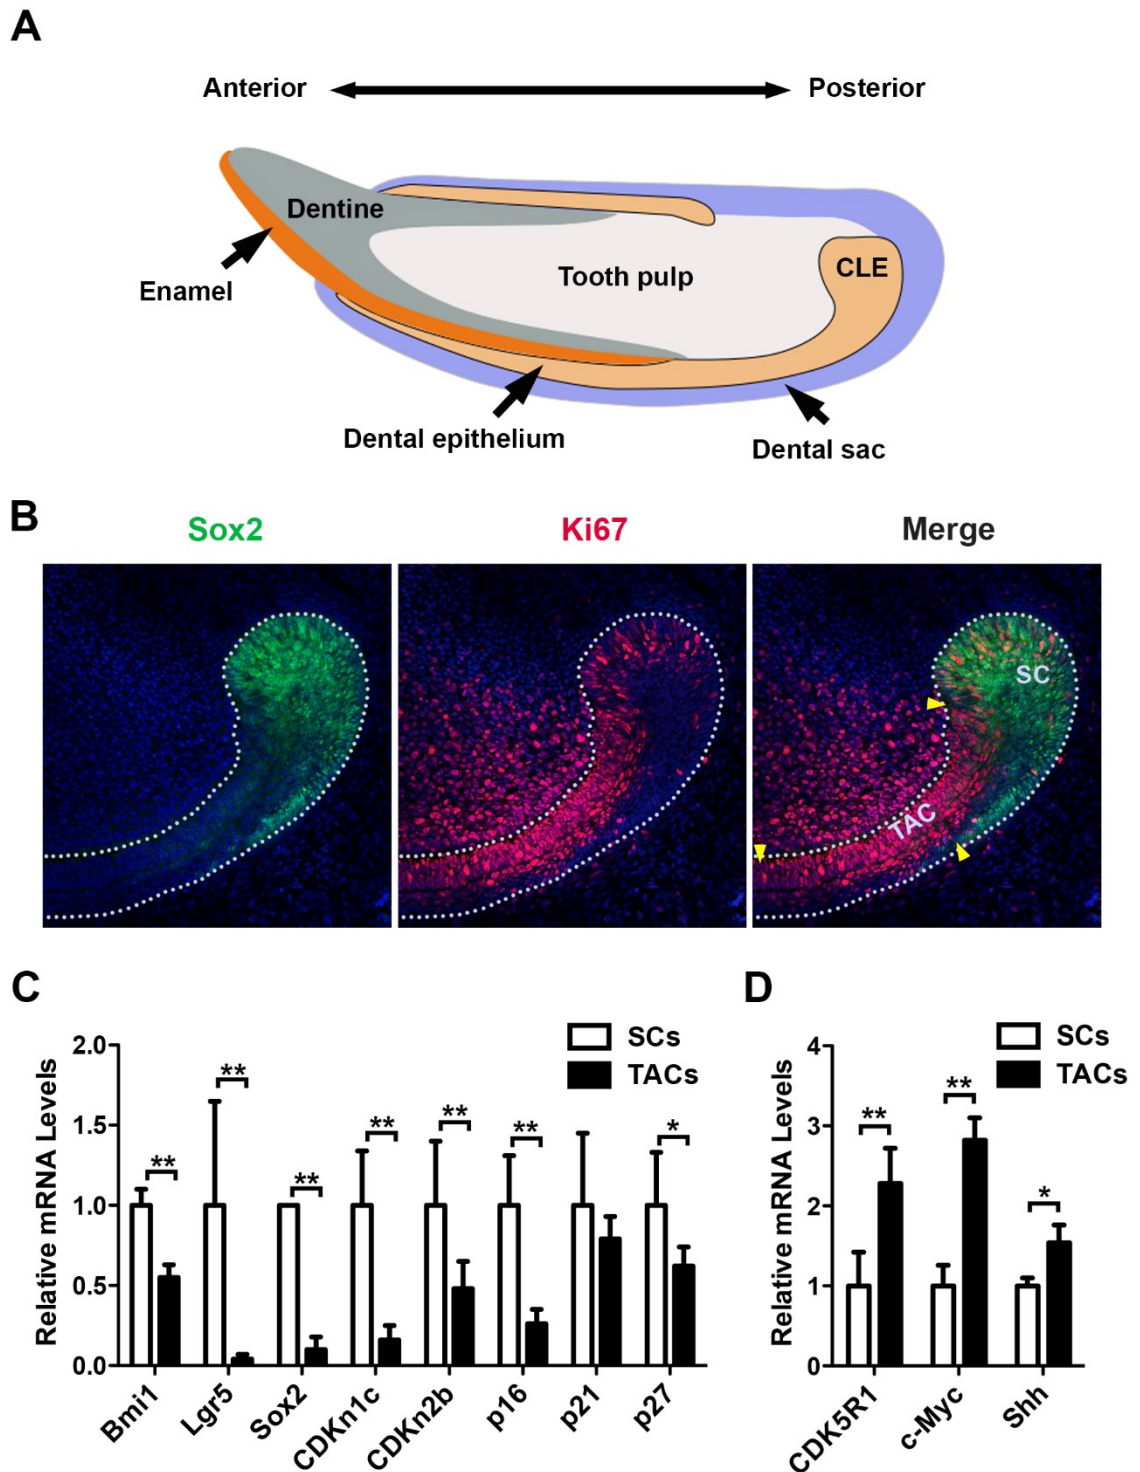 A
Anterior
Posterior
Dentine
Enamel
Tooth pulp
CLE
Dental epithelium
Dental sac
B
Sox2
Ki67
Merge
SC
TAC
C
Relative mRNA Levels
2.0
1.5
1.0
0.5
0.0
SCs
TACs
**
**
**
**
**
**
*
Bmi1
Lgr5
Sox2
CDKn1c
CDKn2b
p16
p21
p27
D
Relative mRNA Levels
4
3
2
1
0
SCs
TACs
**
**
*
CDK5R1
c-Myc
Shh